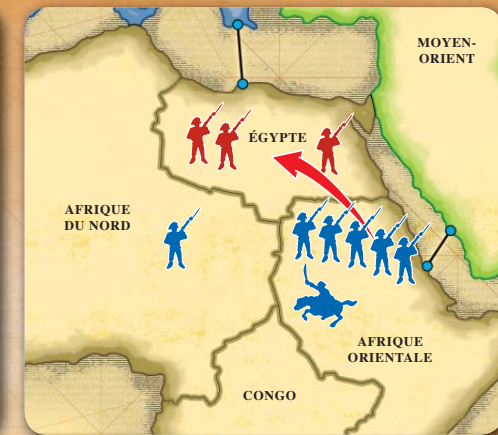 MOYEN-
ORIENT
ÉGYPTE
AFRIQUE
DU NORD
AFRIQUE
ORIENTALE
CONGO